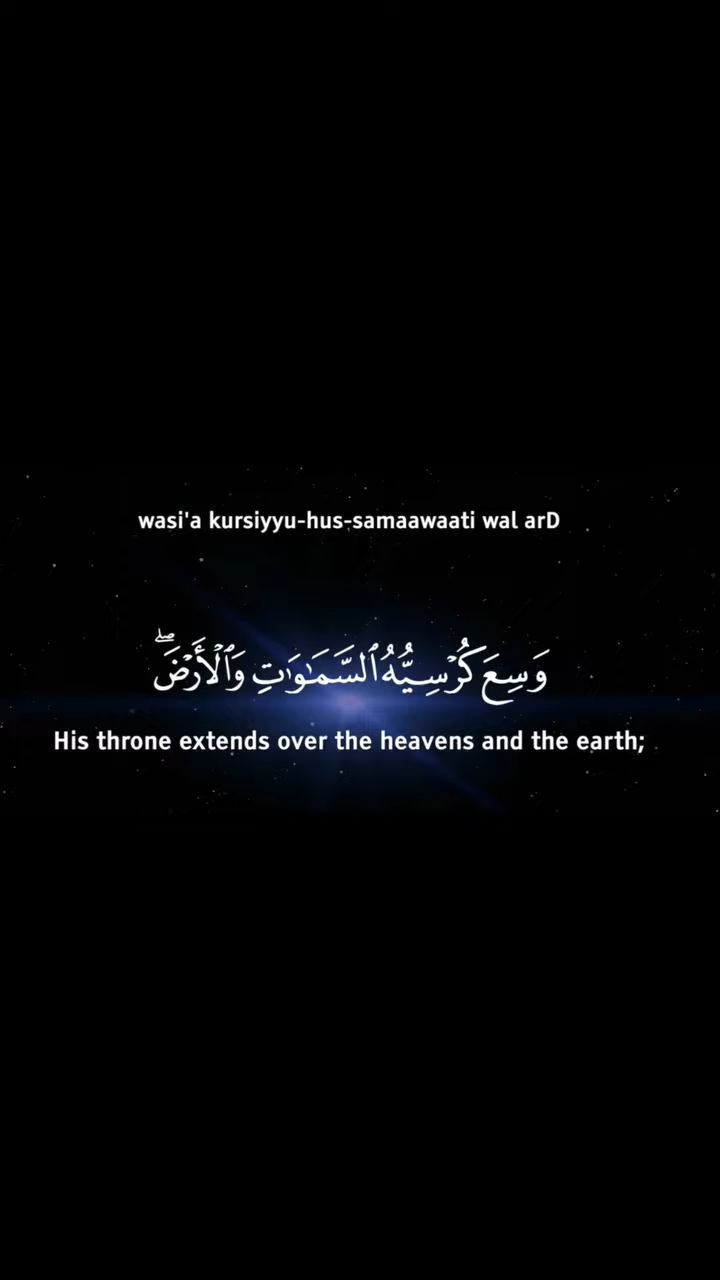 wasi'a kursiyyu-hus-samaawaati wal arD
وَسِعَ كُرْسِيُّهُ ٱلسَّمَـٰوَٰتِ وَٱلْأَرْضَ ۖ
His throne extends over the heavens and the earth;